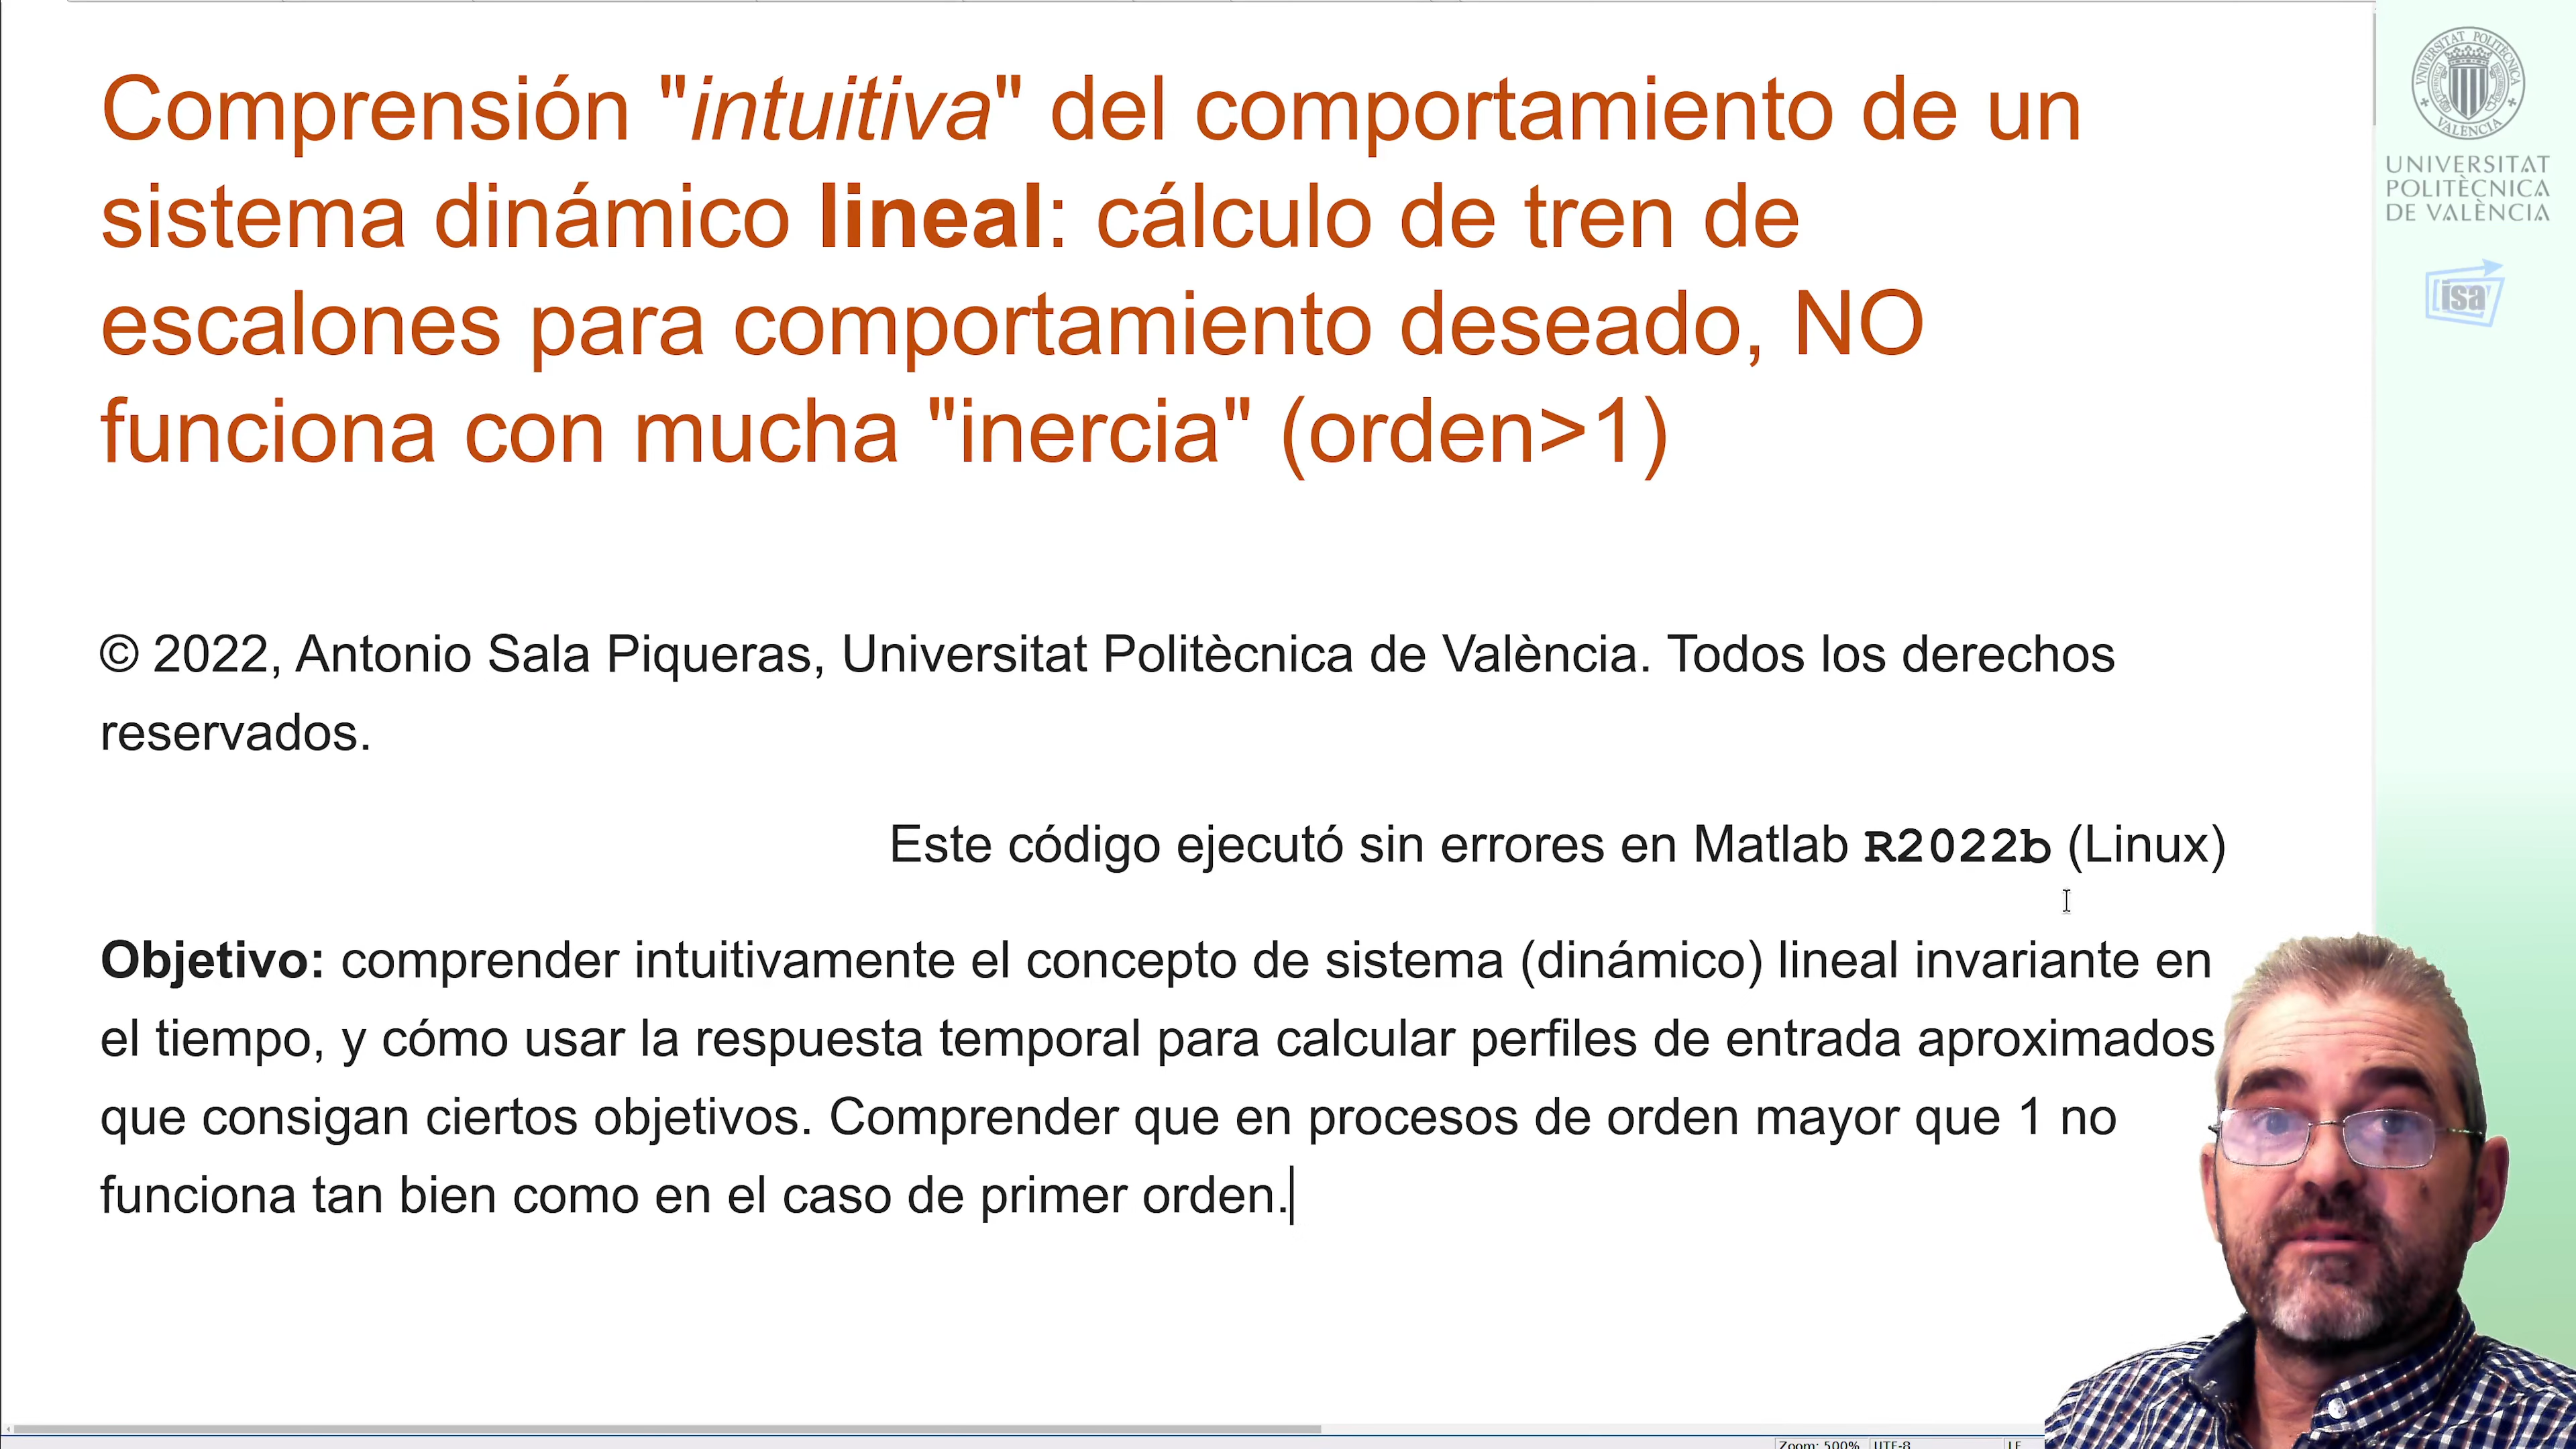 Comprensión "intuitiva" del comportamiento de un
sistema dinámico lineal: cálculo de tren de
escalones para comportamiento deseado, NO
funciona con mucha "inercia" (orden>1)
© 2022, Antonio Sala Piqueras, Universitat Politècnica de València. Todos los derechos
reservados.
Este código ejecutó sin errores en Matlab R2022b (Linux)
Objetivo: comprender intuitivamente el concepto de sistema (dinámico) lineal invariante en
el tiempo, y cómo usar la respuesta temporal para calcular perfiles de entrada aproximados
que consigan ciertos objetivos. Comprender que en procesos de orden mayor que 1 no
funciona tan bien como en el caso de primer orden.
UNIVERSITAT
POLITÈCNICA
DE VALÈNCIA
isa
Zoom: 500% UTF-8 LF